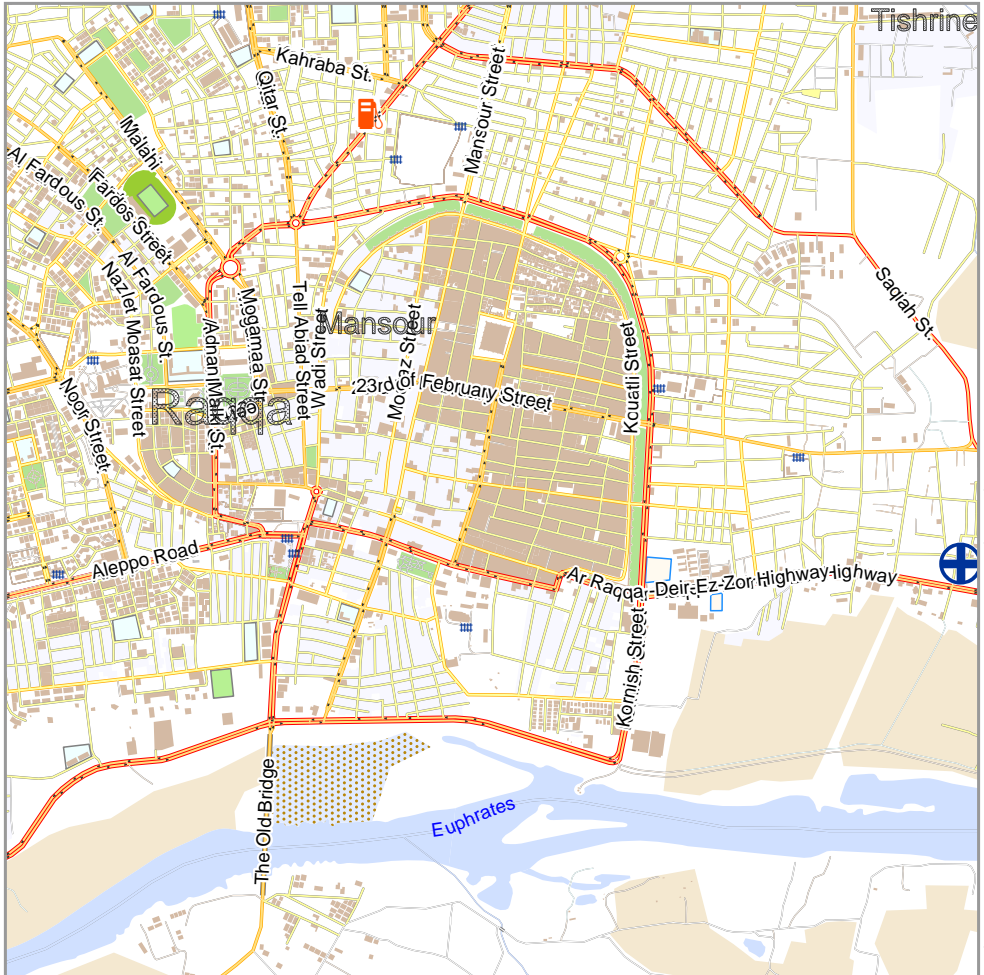 Tishrine
Kahraba St.
Qitar St.
Mansour Street
Malahi
Al Fardous St.
Fardos Street
Al Fardous St.
Nazlet Moasat Street
Saqiah St.
Mogamaa St.
Tell Abiad Street
Wadi Street
Mansour
Adnan Malki St.
Kouatli Street
23rd of February Street
Raqqa
Noor Street
Aleppo Road
Ar Raqqa- Deir Ez-Zor Highway
Kornish Street
The Old Bridge
Euphrates